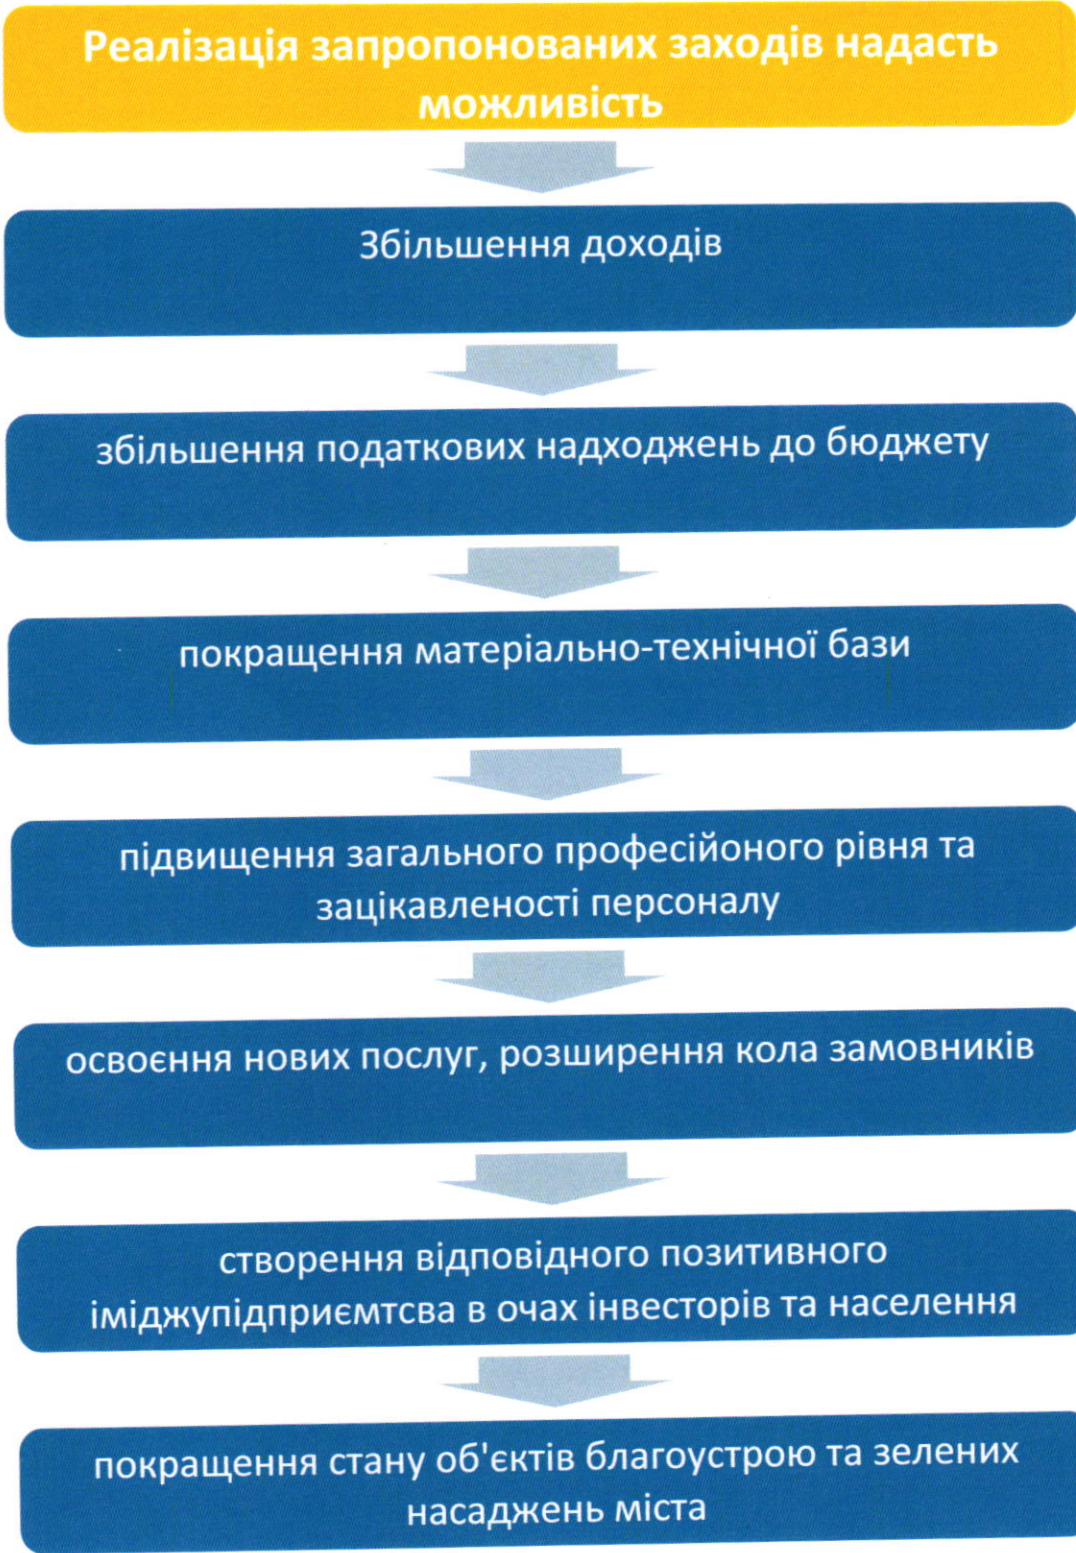 Реалізація запропонованих заходів надасть
можливість
Збільшення доходів
збільшення податкових надходжень до бюджету
покращення матеріально-технічної бази
підвищення загального професійоного рівня та
зацікавленості персоналу
освоєння нових послуг, розширення кола замовників
створення відповідного позитивного
іміджупідприємтсва в очах інвесторів та населення
покращення стану об'єктів благоустрою та зелених
насаджень міста